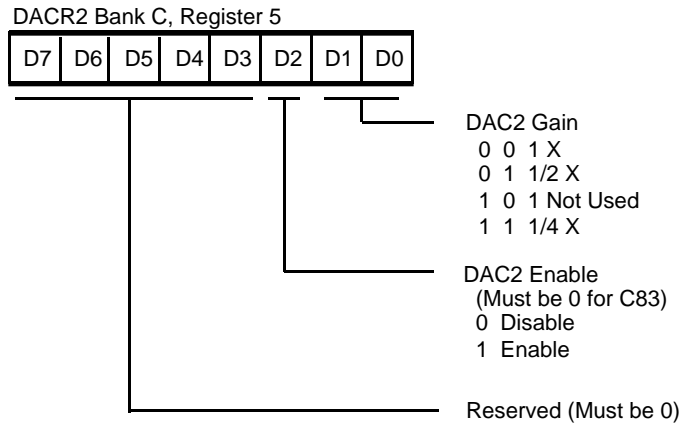 DACR2 Bank C, Register 5
D7 D6 D5 D4 D3 D2 D1 D0
DAC2 Gain
0 0 1 X
0 1 1/2 X
1 0 1 Not Used
1 1 1/4 X
DAC2 Enable
(Must be 0 for C83)
0 Disable
1 Enable
Reserved (Must be 0)